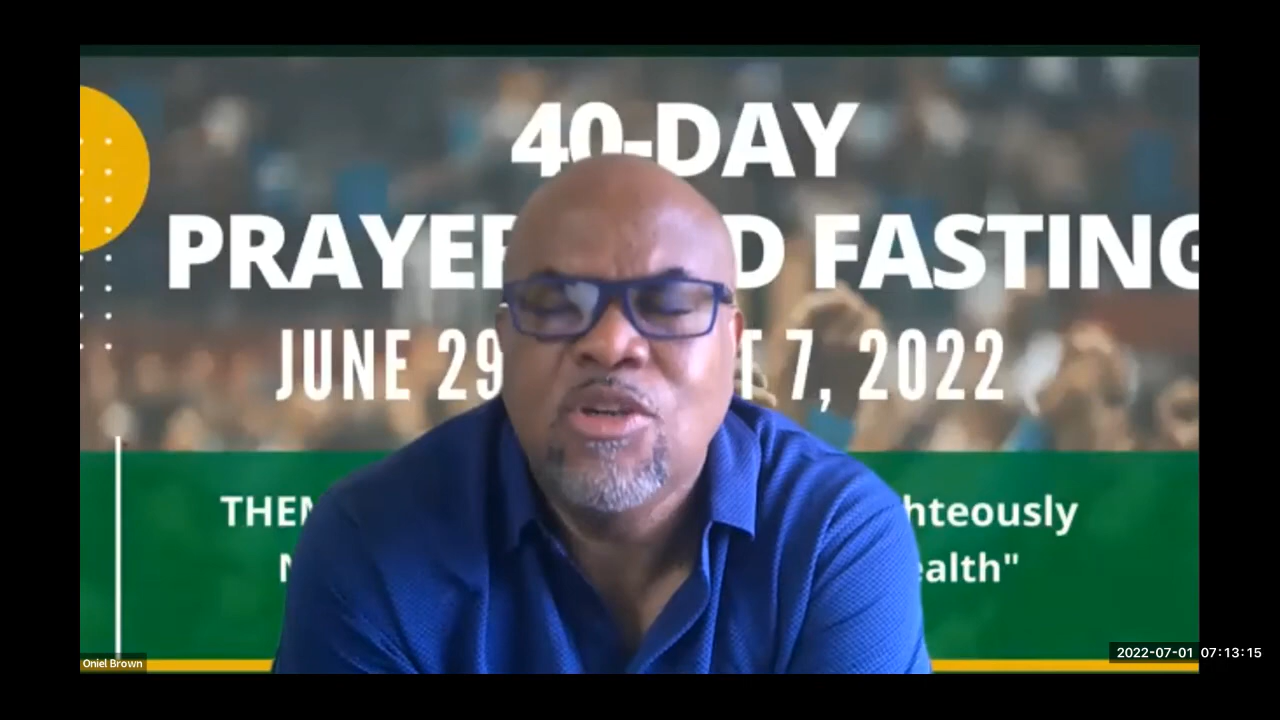 40-DAY
PRAYER D FASTING
JUNE 29 T 7, 2022
THEM hteously
N ealth"
Oniel Brown
2022-07-01 07:13:15